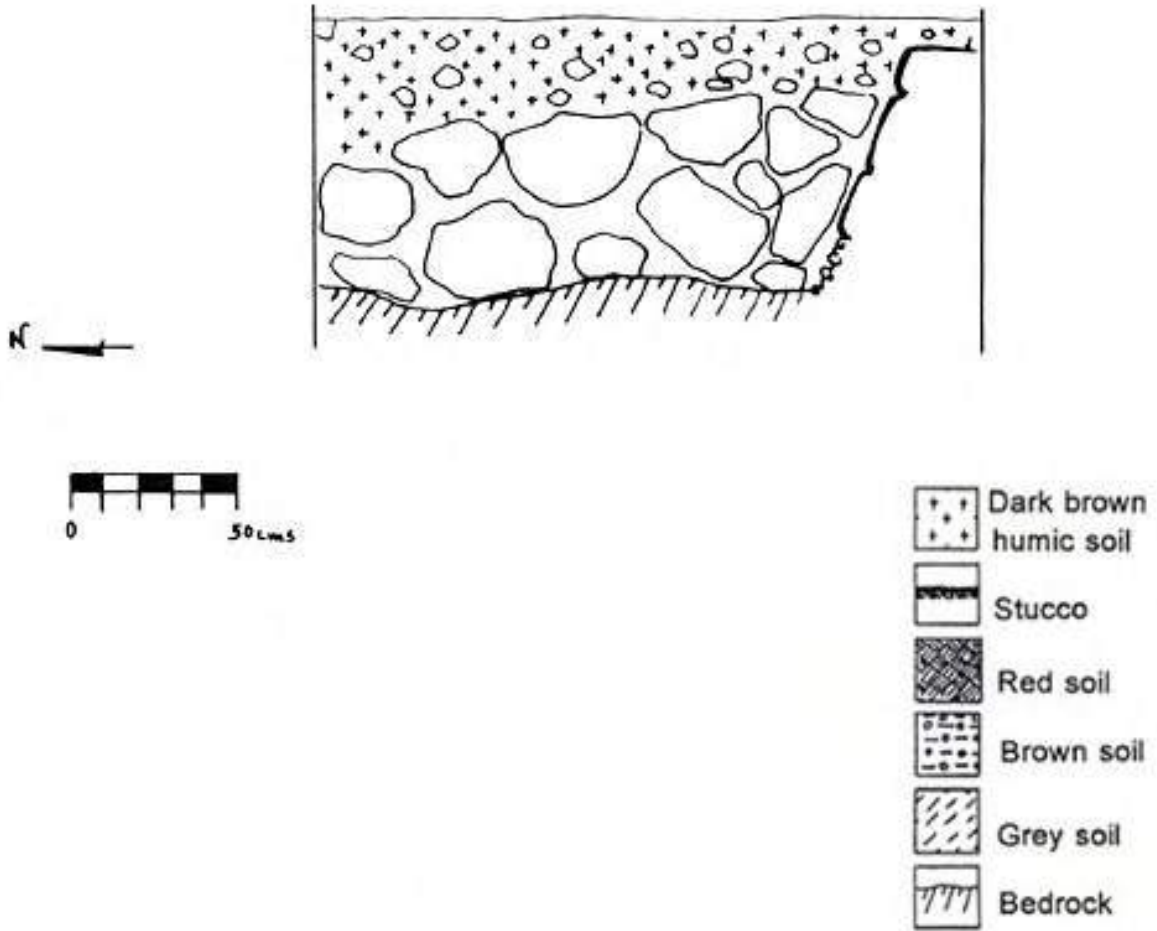 N
0 50cms
Dark brown
humic soil
Stucco
Red soil
Brown soil
Grey soil
Bedrock